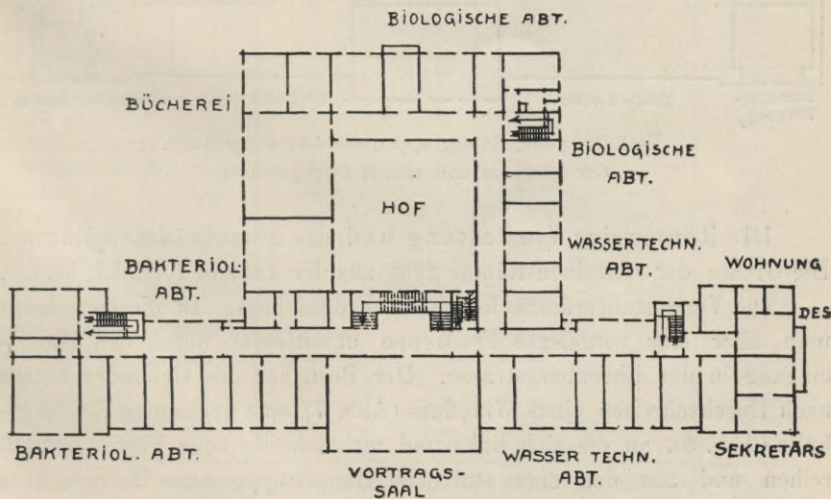 BIOLOGISCHE ABT.
BÜCHEREI
BIOLOGISCHE
ABT.
HOF
BAKTERIOL.
ABT.
WASSERTECHN.
ABT.
WOHNUNG
DES
BAKTERIOL. ABT.
VORTRAGS-
SAAL
WASSER TECHN.
ABT.
SEKRETÄRS